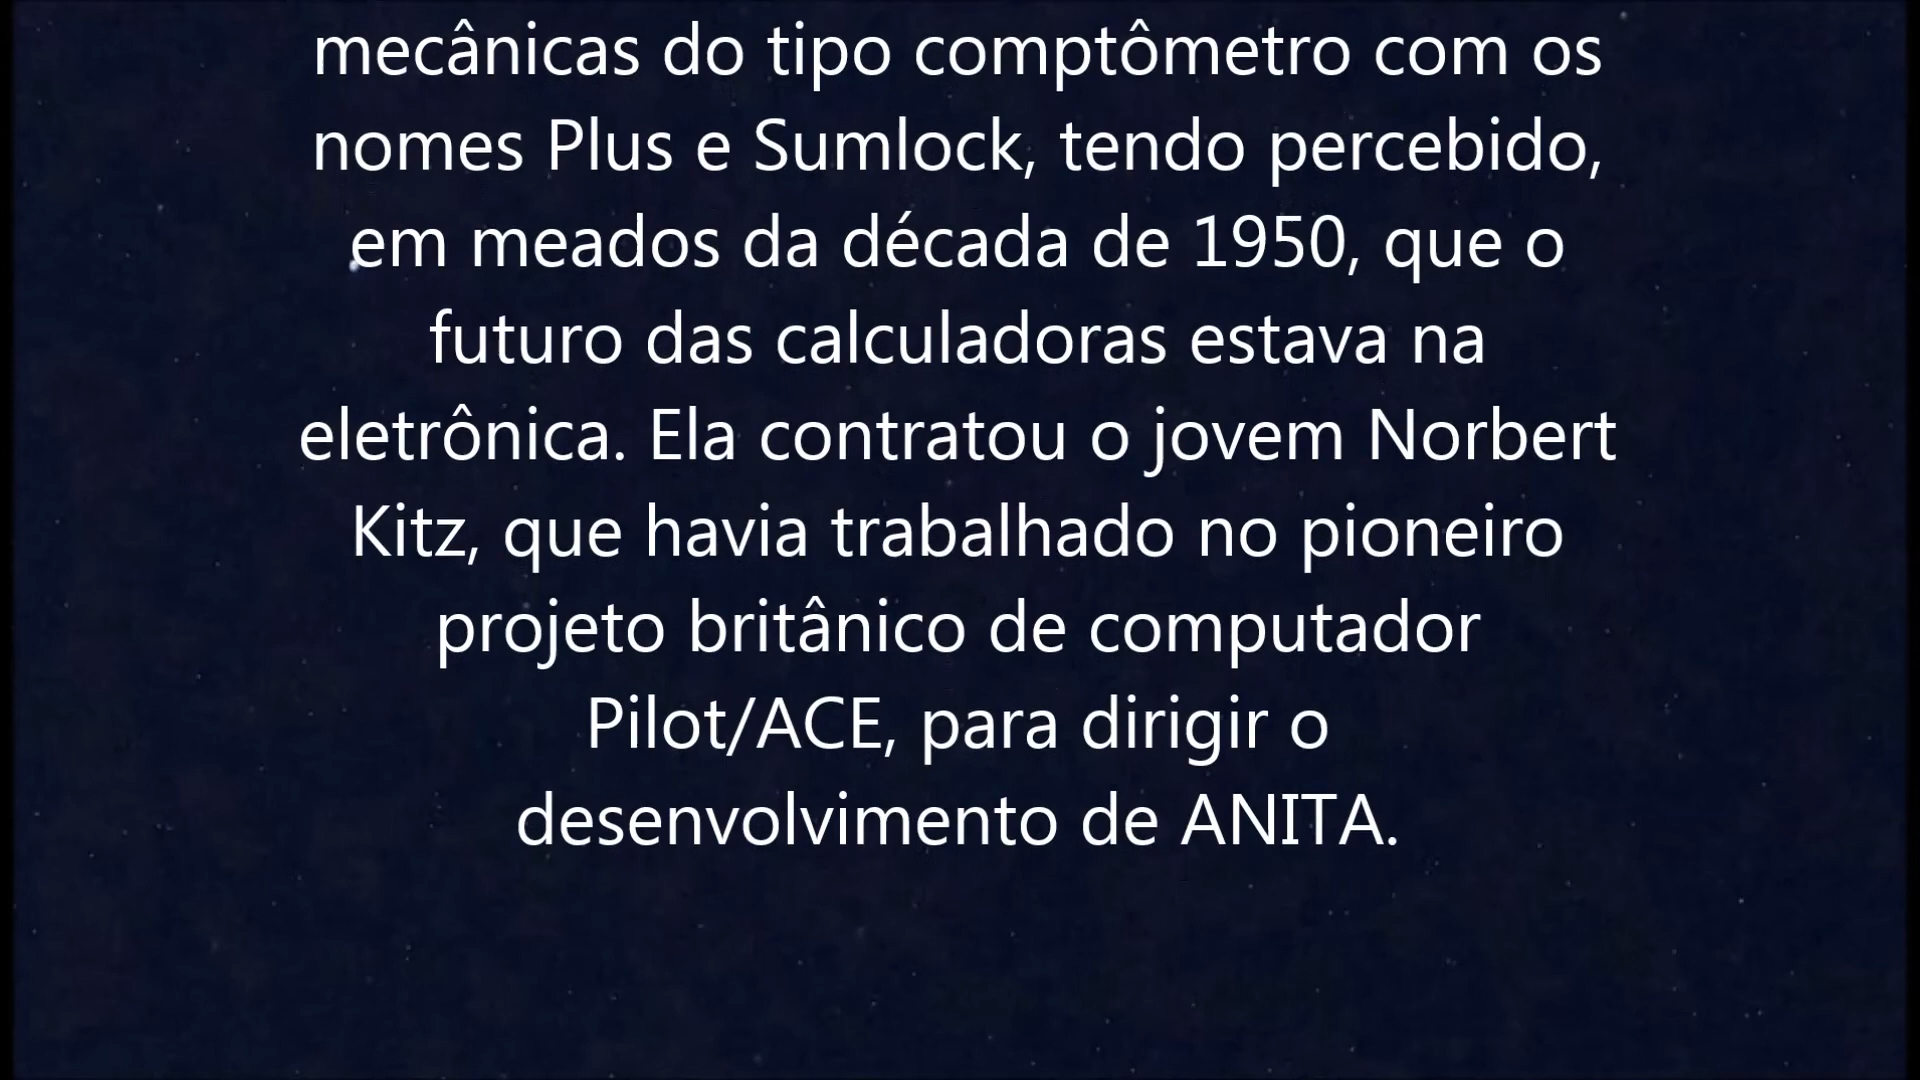 mecânicas do tipo comptômetro com os
nomes Plus e Sumlock, tendo percebido,
em meados da década de 1950, que o
futuro das calculadoras estava na
eletrônica. Ela contratou o jovem Norbert
Kitz, que havia trabalhado no pioneiro
projeto britânico de computador
Pilot/ACE, para dirigir o
desenvolvimento de ANITA.